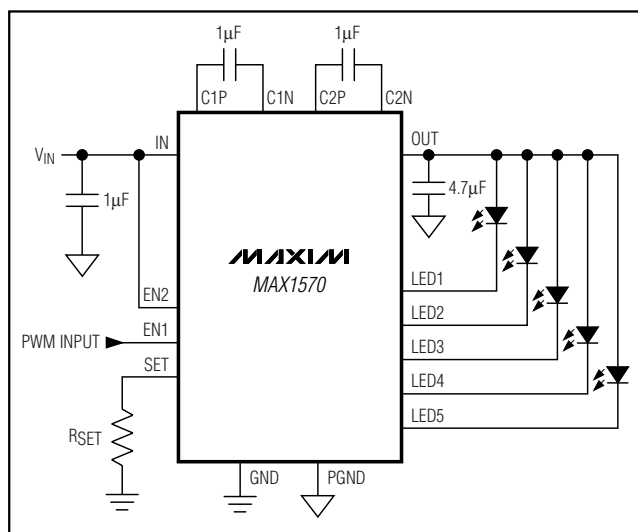 1µF 1µF
C1P C1N C2P C2N
IN OUT
VIN
1µF 4.7µF
MAXIM
MAX1570
LED1
EN2
LED2
PWM INPUT EN1
LED3
SET
LED4
RSET
LED5
GND PGND